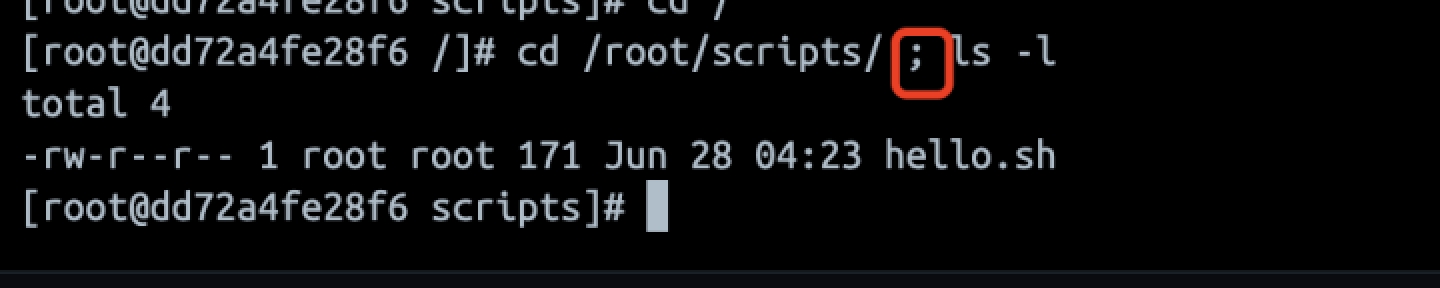 [root@dd72a4fe28f6 scripts]# cd /
[root@dd72a4fe28f6 /]# cd /root/scripts/ ; ls -l
total 4
-rw-r--r-- 1 root root 171 Jun 28 04:23 hello.sh
[root@dd72a4fe28f6 scripts]#